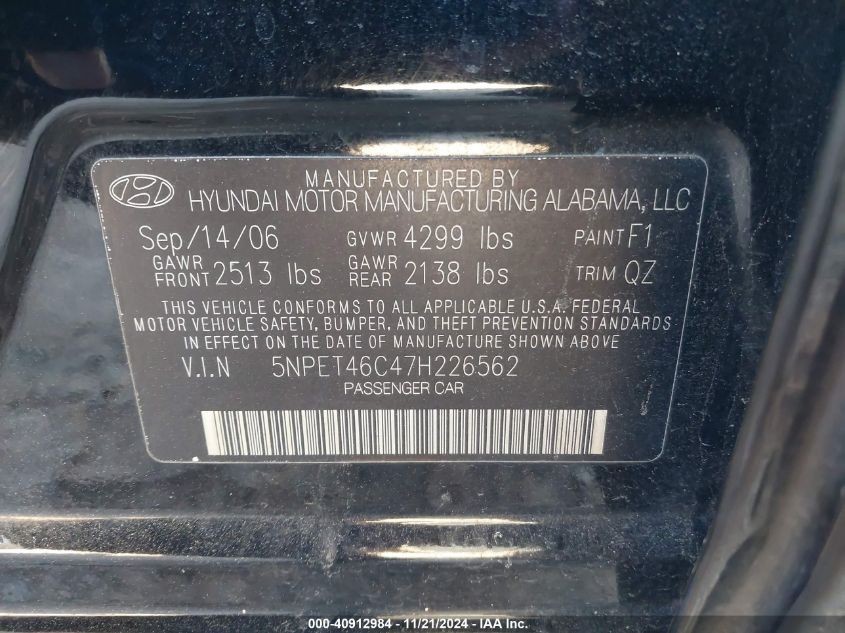 MANUFACTURED BY
HYUNDAI MOTOR MANUFACTURING ALABAMA, LLC
Sep/14/06 GVWR 4299 lbs PAINT F1
GAWR FRONT 2513 lbs GAWR REAR 2138 lbs TRIM QZ
THIS VEHICLE CONFORMS TO ALL APPLICABLE U.S.A. FEDERAL
MOTOR VEHICLE SAFETY, BUMPER, AND THEFT PREVENTION STANDARDS
IN EFFECT ON THE DATE OF MANUFACTURE SHOWN ABOVE
V.I.N 5NPET46C47H226562
PASSENGER CAR
000-40912984 - 11/21/2024 - IAA Inc.